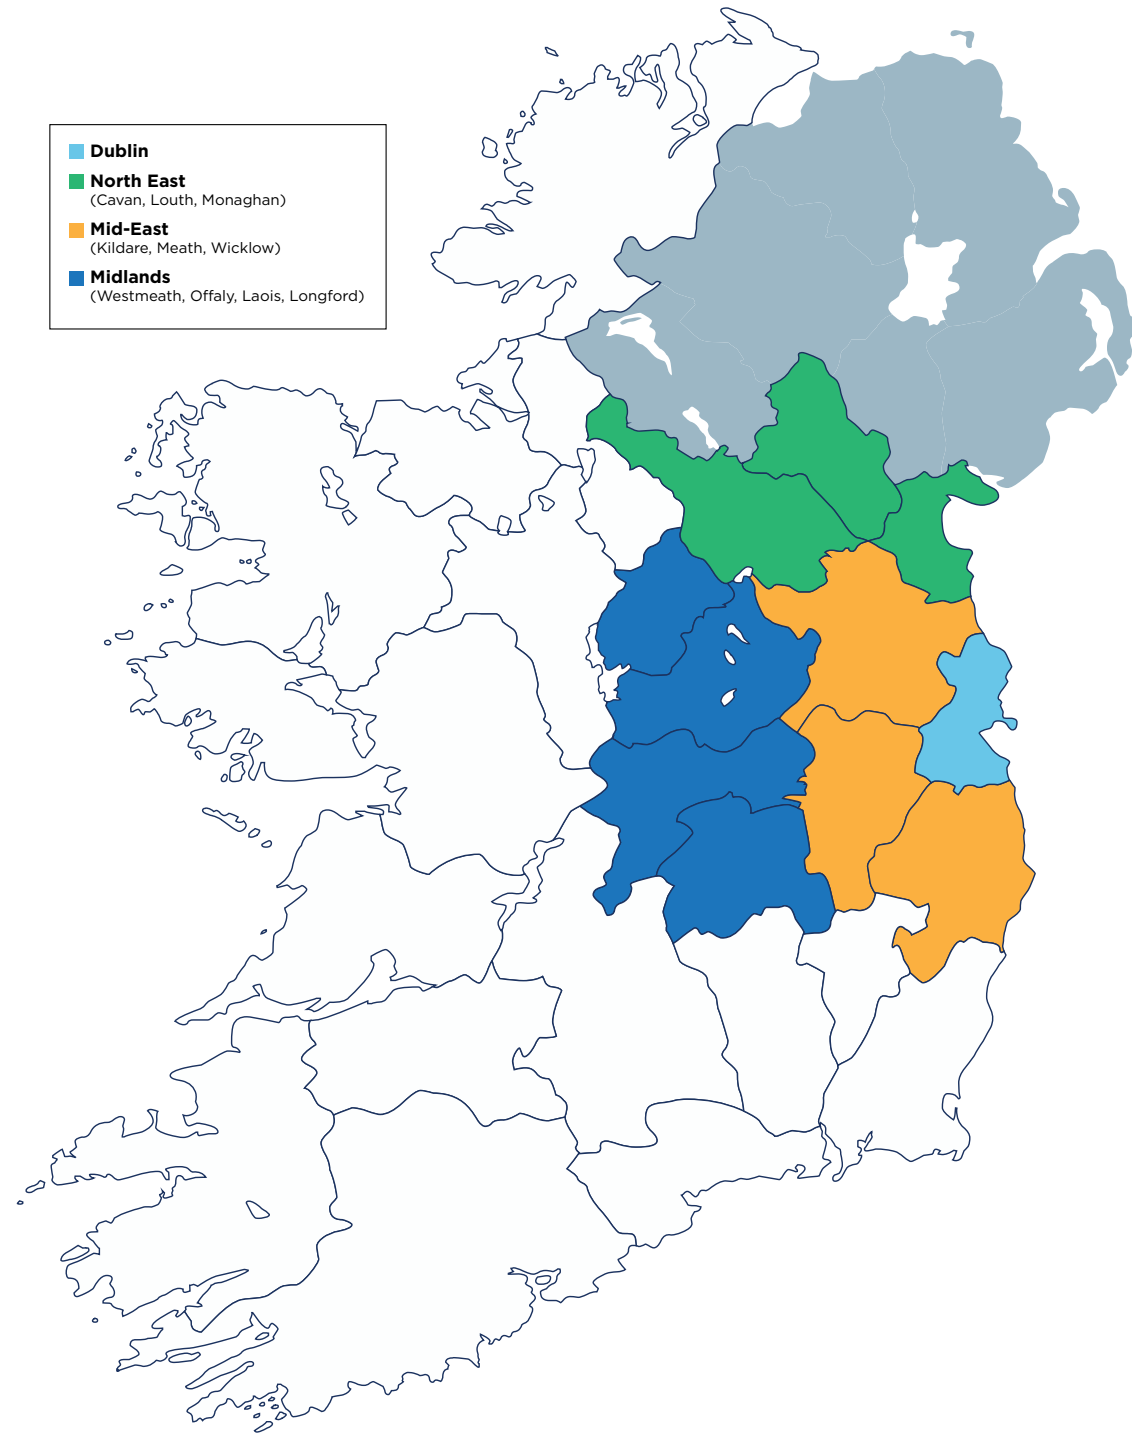 Dublin
North East
(Cavan, Louth, Monaghan)
Mid-East
(Kildare, Meath, Wicklow)
Midlands
(Westmeath, Offaly, Laois, Longford)